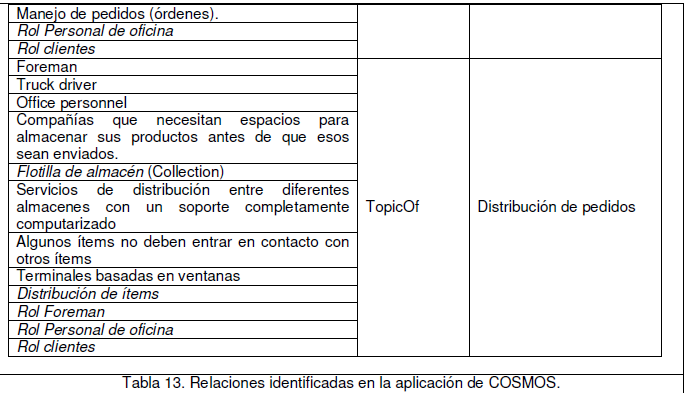 Manejo de pedidos (órdenes).
Rol Personal de oficina
Rol clientes
Foreman
Truck driver
Office personnel
Compañías que necesitan espacios para
almacenar sus productos antes de que esos
sean enviados.
Flotilla de almacén (Collection)
Servicios de distribución entre diferentes
almacenes con un soporte completamente
computarizado
Algunos ítems no deben entrar en contacto con
otros ítems
Terminales basadas en ventanas
Distribución de ítems
Rol Foreman
Rol Personal de oficina
Rol clientes
TopicOf
Distribución de pedidos
Tabla 13. Relaciones identificadas en la aplicación de COSMOS.